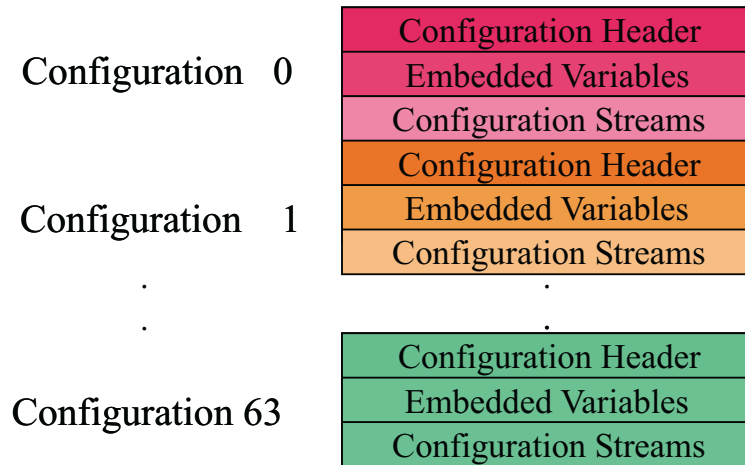 Configuration Header
Configuration 0
Embedded Variables
Configuration Streams
Configuration Header
Configuration 1
Embedded Variables
Configuration Streams
. .
. .
Configuration Header
Configuration 63
Embedded Variables
Configuration Streams